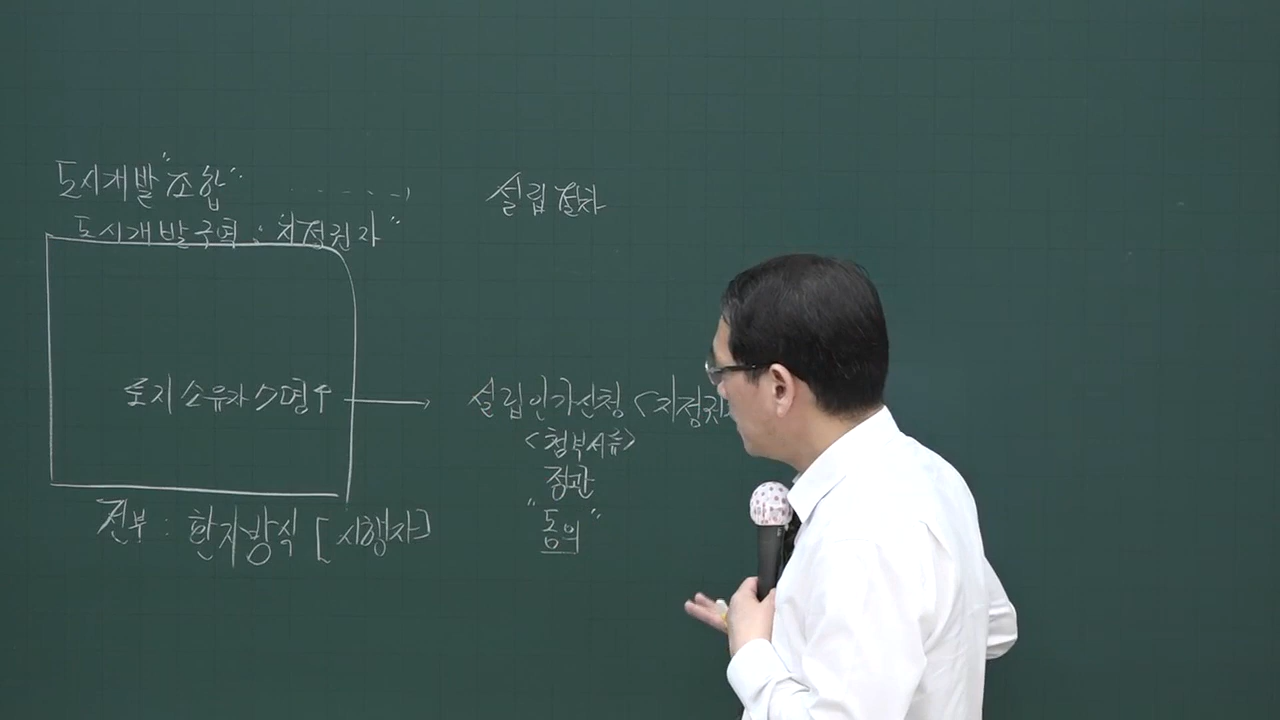 도시개발 "조합"
설립절차
도시개발구역 : "지정권자"
토지소유자 7명↑
설립인가신청 <지정권
<첨부서류>
정관
"동의"
전부 : 환지방식 [시행자]